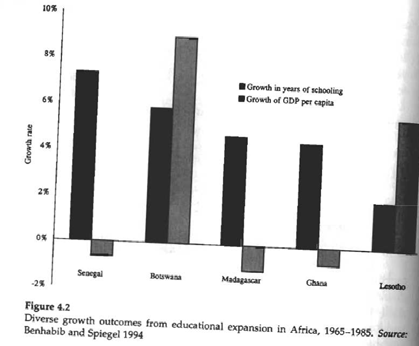 10%
8%
6%
4%
2%
0%
-2%
Growth rate
Growth in years of schooling
Growth of GDP per capita
Senegal
Botswana
Madagascar
Ghana
Lesotho
Figure 4.2
Diverse growth outcomes from educational expansion in Africa, 1965–1985. Source:
Benhabib and Spiegel 1994